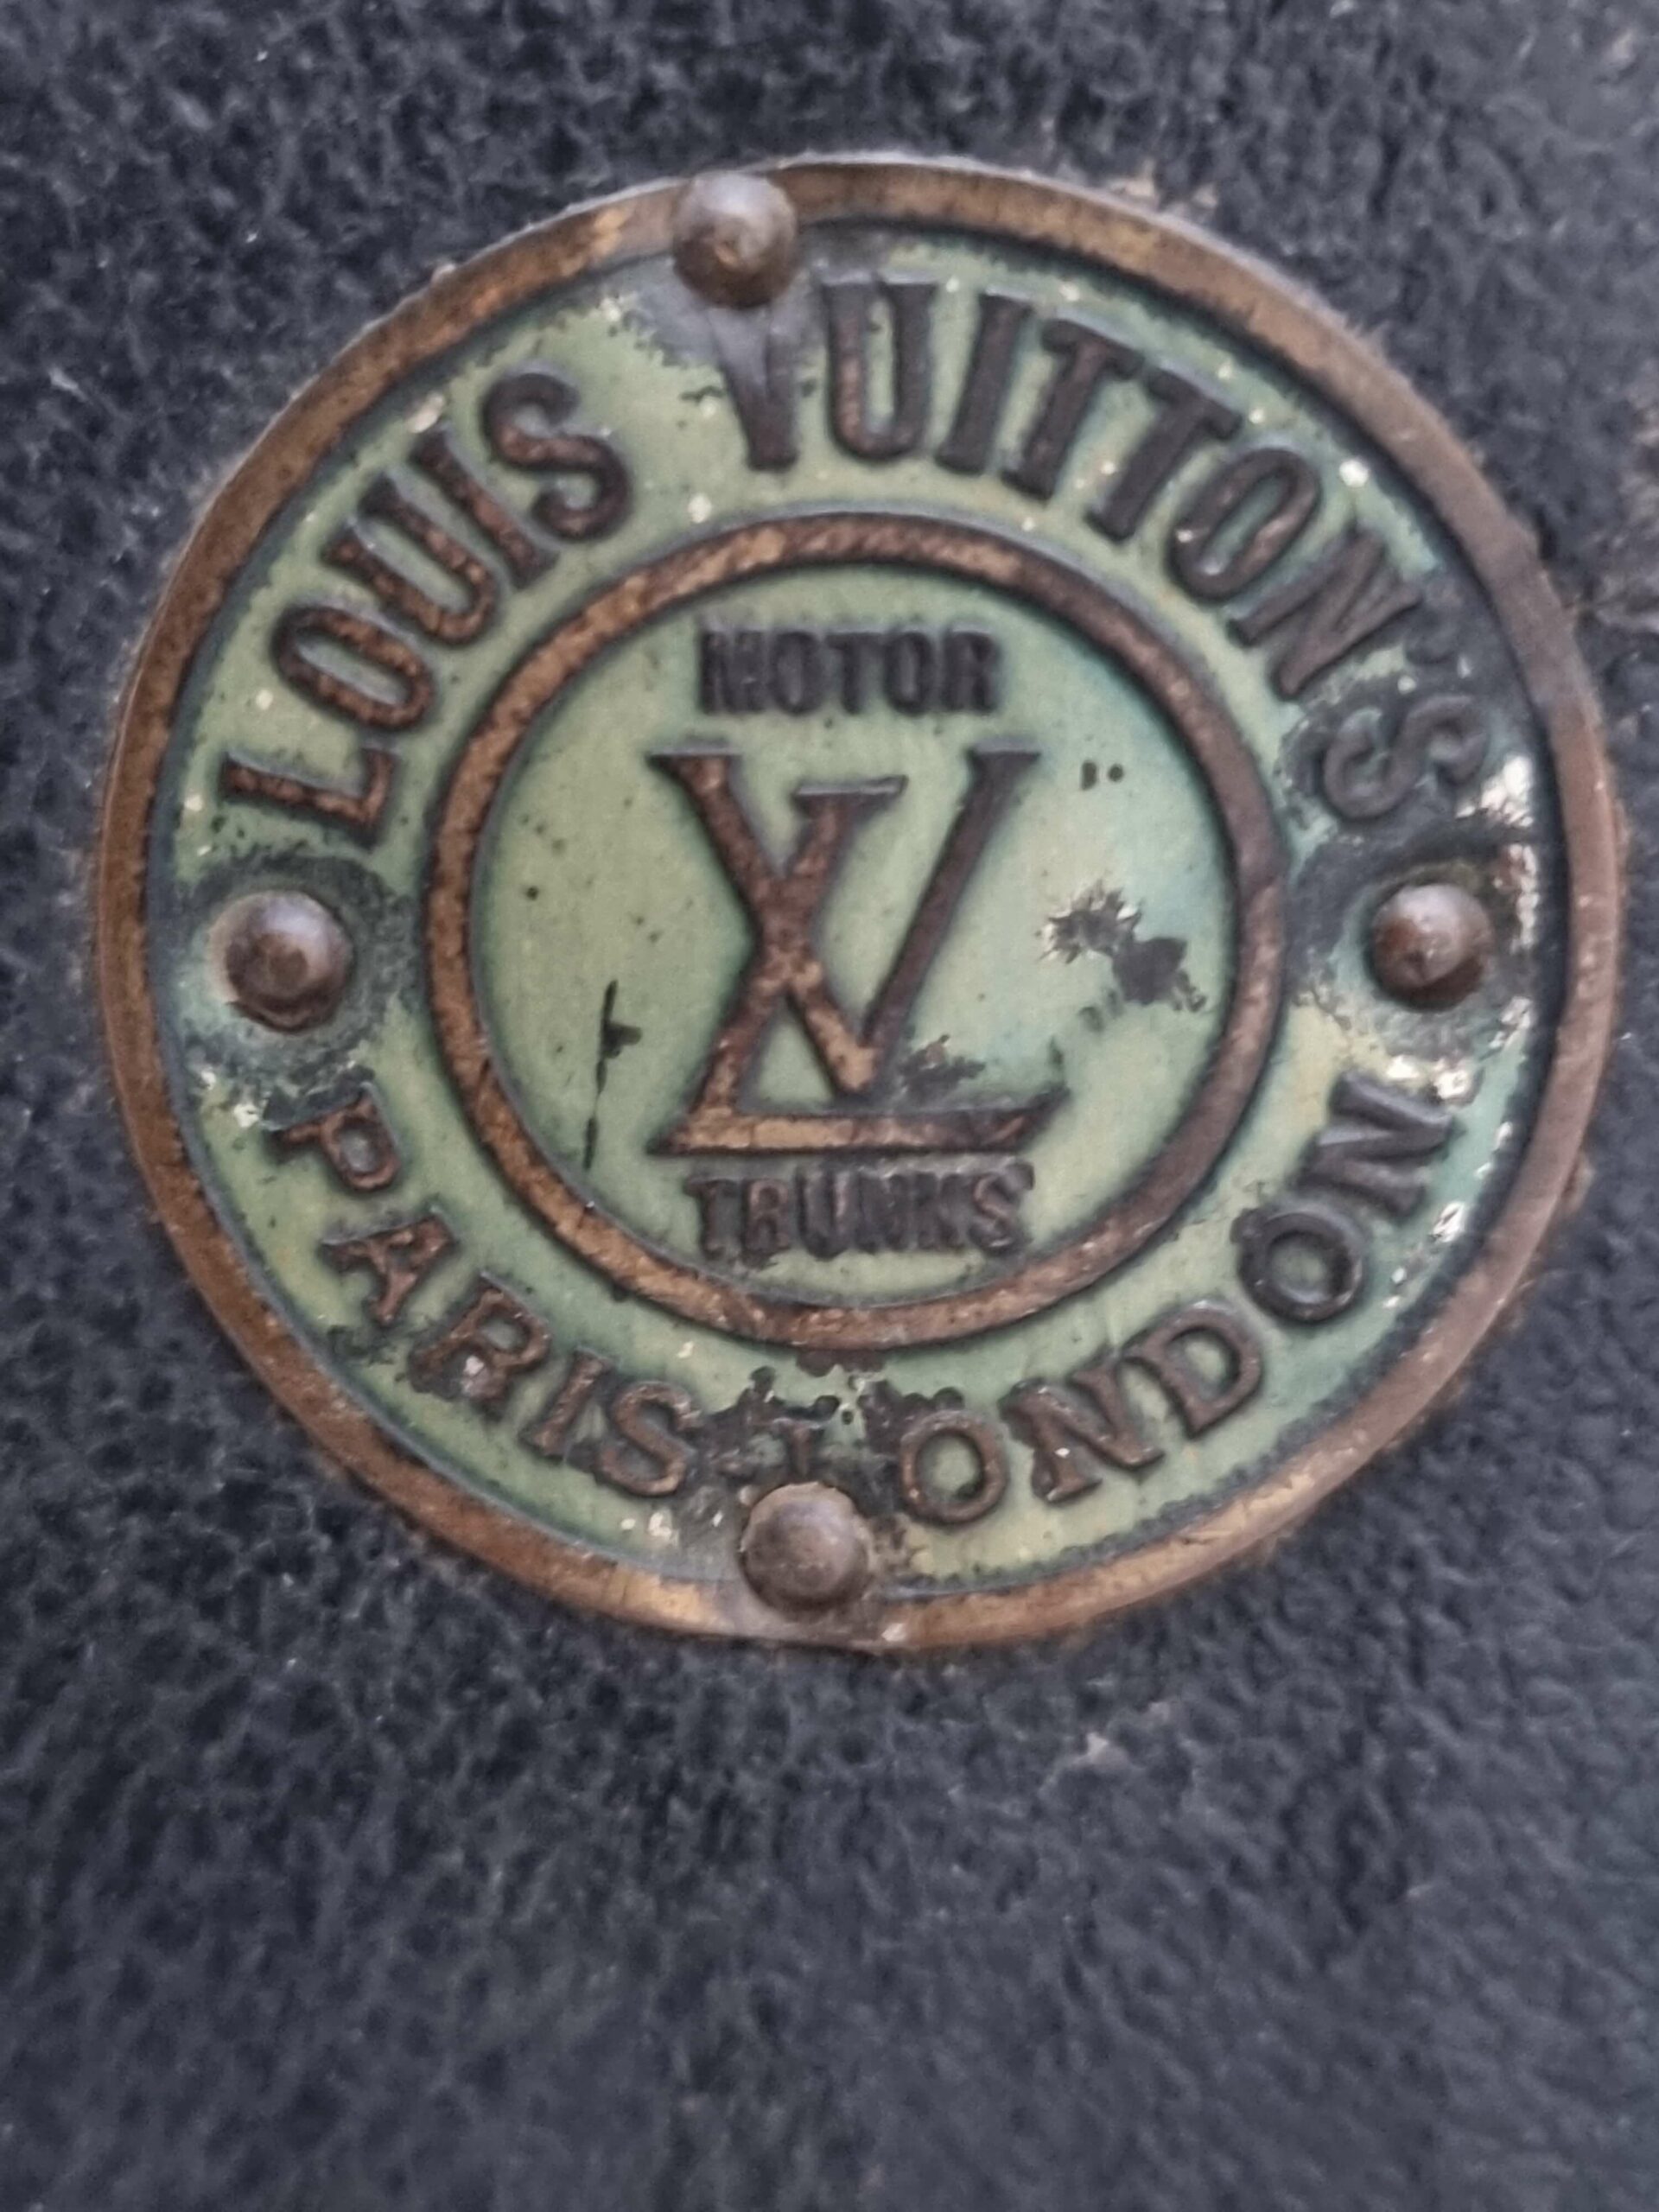 LOUIS VUITTON'S
MOTOR
LV
TRUNKS
PARIS-LONDON